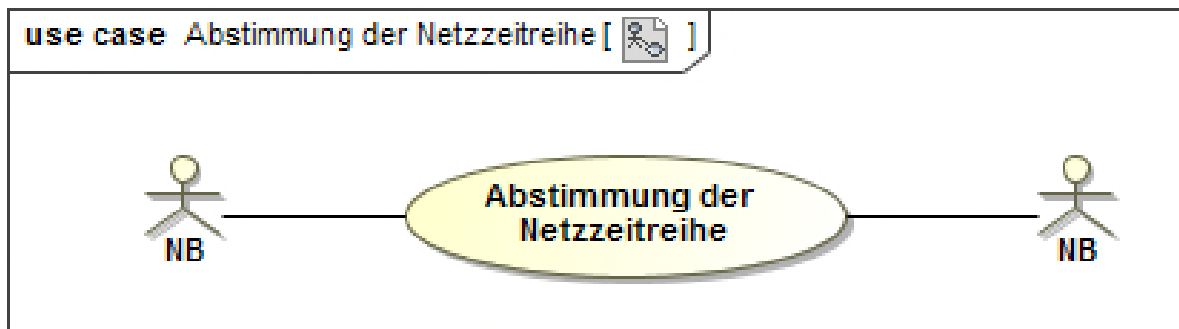 use case Abstimmung der Netzzeitreihe [ ]
Abstimmung der
Netzzeitreihe
NB
NB